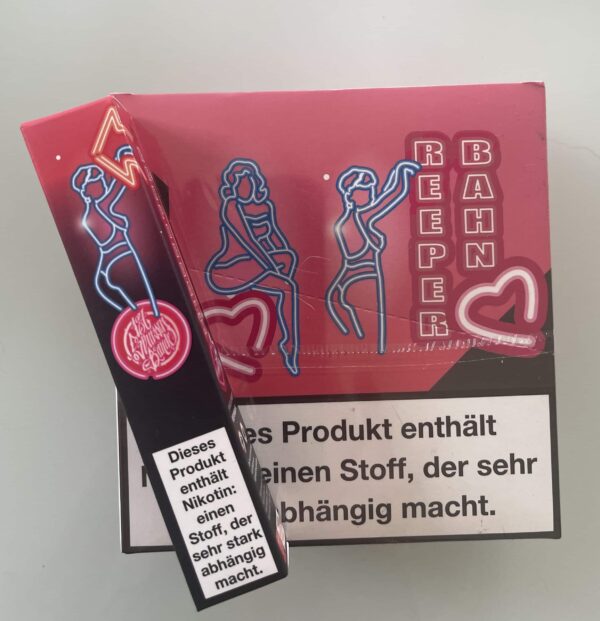 REEPER
BAHN
Dieses
Produkt
enthält
Nikotin:
einen
Stoff, der
sehr stark
abhängig
macht.
es Produkt enthält
einen Stoff, der sehr
abhängig macht.